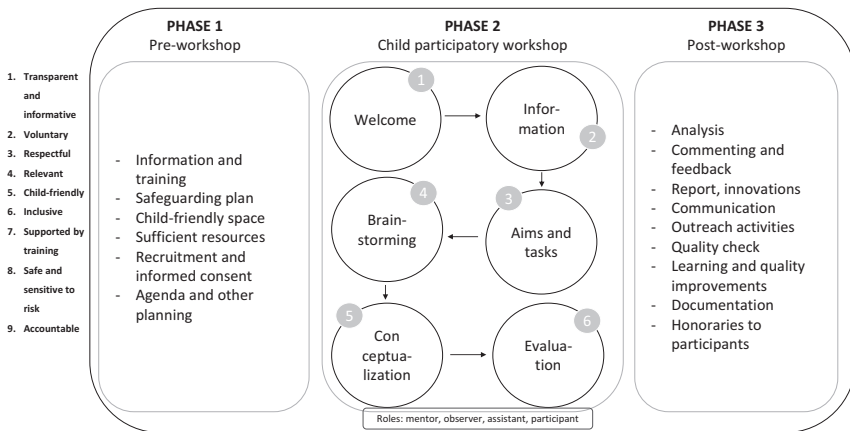 1. Transparent
and
informative
2. Voluntary
3. Respectful
4. Relevant
5. Child-friendly
6. Inclusive
7. Supported by
training
8. Safe and
sensitive to
risk
9. Accountable
PHASE 1
Pre-workshop
- Information and
training
- Safeguarding plan
- Child-friendly space
- Sufficient resources
- Recruitment and
informed consent
- Agenda and other
planning
PHASE 2
Child participatory workshop
1
Welcome
Infor-
mation
2
3
Aims and
tasks
4
Brain-
storming
5
Con
ceptua-
lization
6
Evalua-
tion
Roles: mentor, observer, assistant, participant
PHASE 3
Post-workshop
- Analysis
- Commenting and
feedback
- Report, innovations
- Communication
- Outreach activities
- Quality check
- Learning and quality
improvements
- Documentation
- Honoraries to
participants